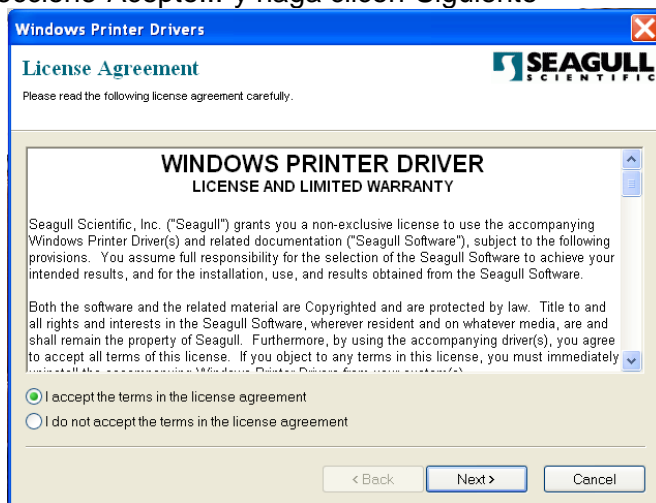 Acepto... y haga clicen Siguiente
Windows Printer Drivers
License Agreement
SEAGULL
SCIENTIFIC
Please read the following license agreement carefully.
WINDOWS PRINTER DRIVER
LICENSE AND LIMITED WARRANTY
Seagull Scientific, Inc. ("Seagull") grants you a non-exclusive license to use the accompanying
Windows Printer Driver(s) and related documentation ("Seagull Software"), subject to the following
provisions. You assume full responsibility for the selection of the Seagull Software to achieve your
intended results, and for the installation, use, and results obtained from the Seagull Software.
Both the software and the related material are Copyrighted and are protected by law. Title to and
all rights and interests in the Seagull Software, wherever resident and on whatever media, are and
shall remain the property of Seagull. Furthermore, by using the accompanying driver(s), you agree
to accept all terms of this license. If you object to any terms in this license, you must immediately
I accept the terms in the license agreement
I do not accept the terms in the license agreement
< Back
Next >
Cancel